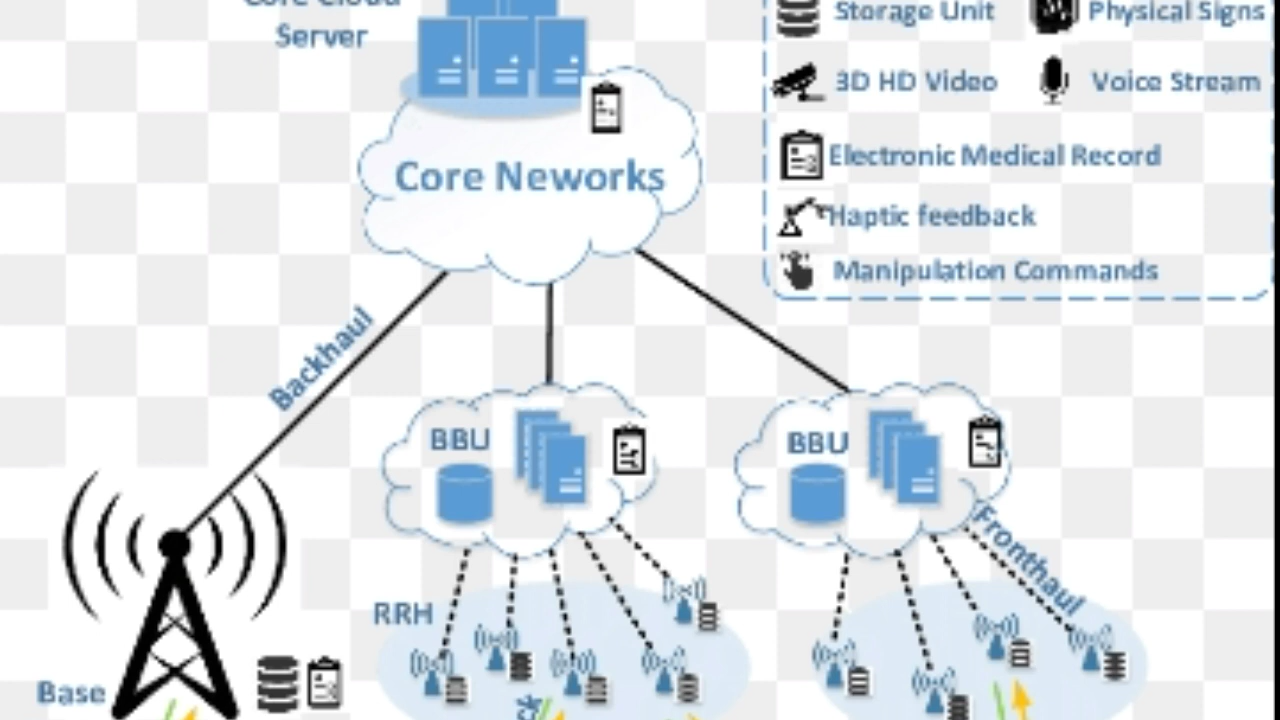 Core Cloud
Server
Storage Unit
Physical Signs
3D HD Video
Voice Stream
Electronic Medical Record
Haptic feedback
Manipulation Commands
Core Neworks
Backhaul
BBU
BBU
Fronthaul
RRH
Base